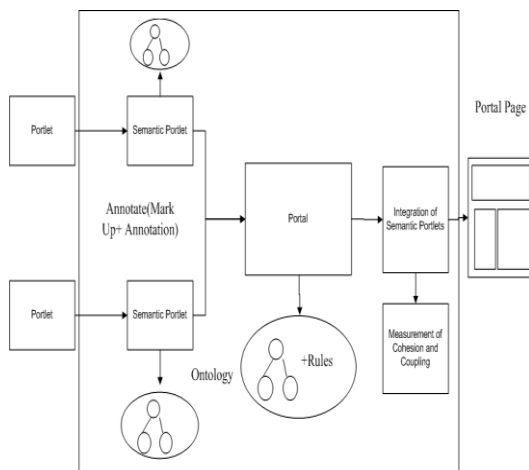 Portal Page
Portlet
Semantic Portlet
Annotate(Mark
Up+ Annotation)
Portal
Integration of
Semantic Portlets
Portlet
Semantic Portlet
Measurement of
Cohesion and
Coupling
+Rules
Ontology